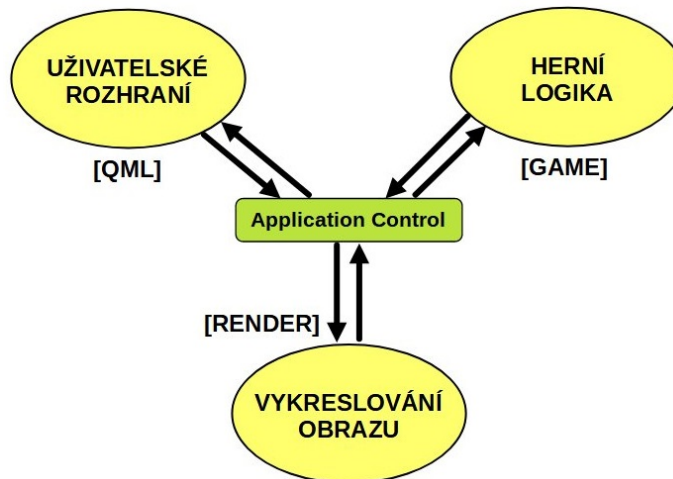 UŽIVATELSKÉ
ROZHRANÍ
HERNÍ
LOGIKA
[QML]
[GAME]
Application Control
[RENDER]
VYKRESLOVÁNÍ
OBRAZU